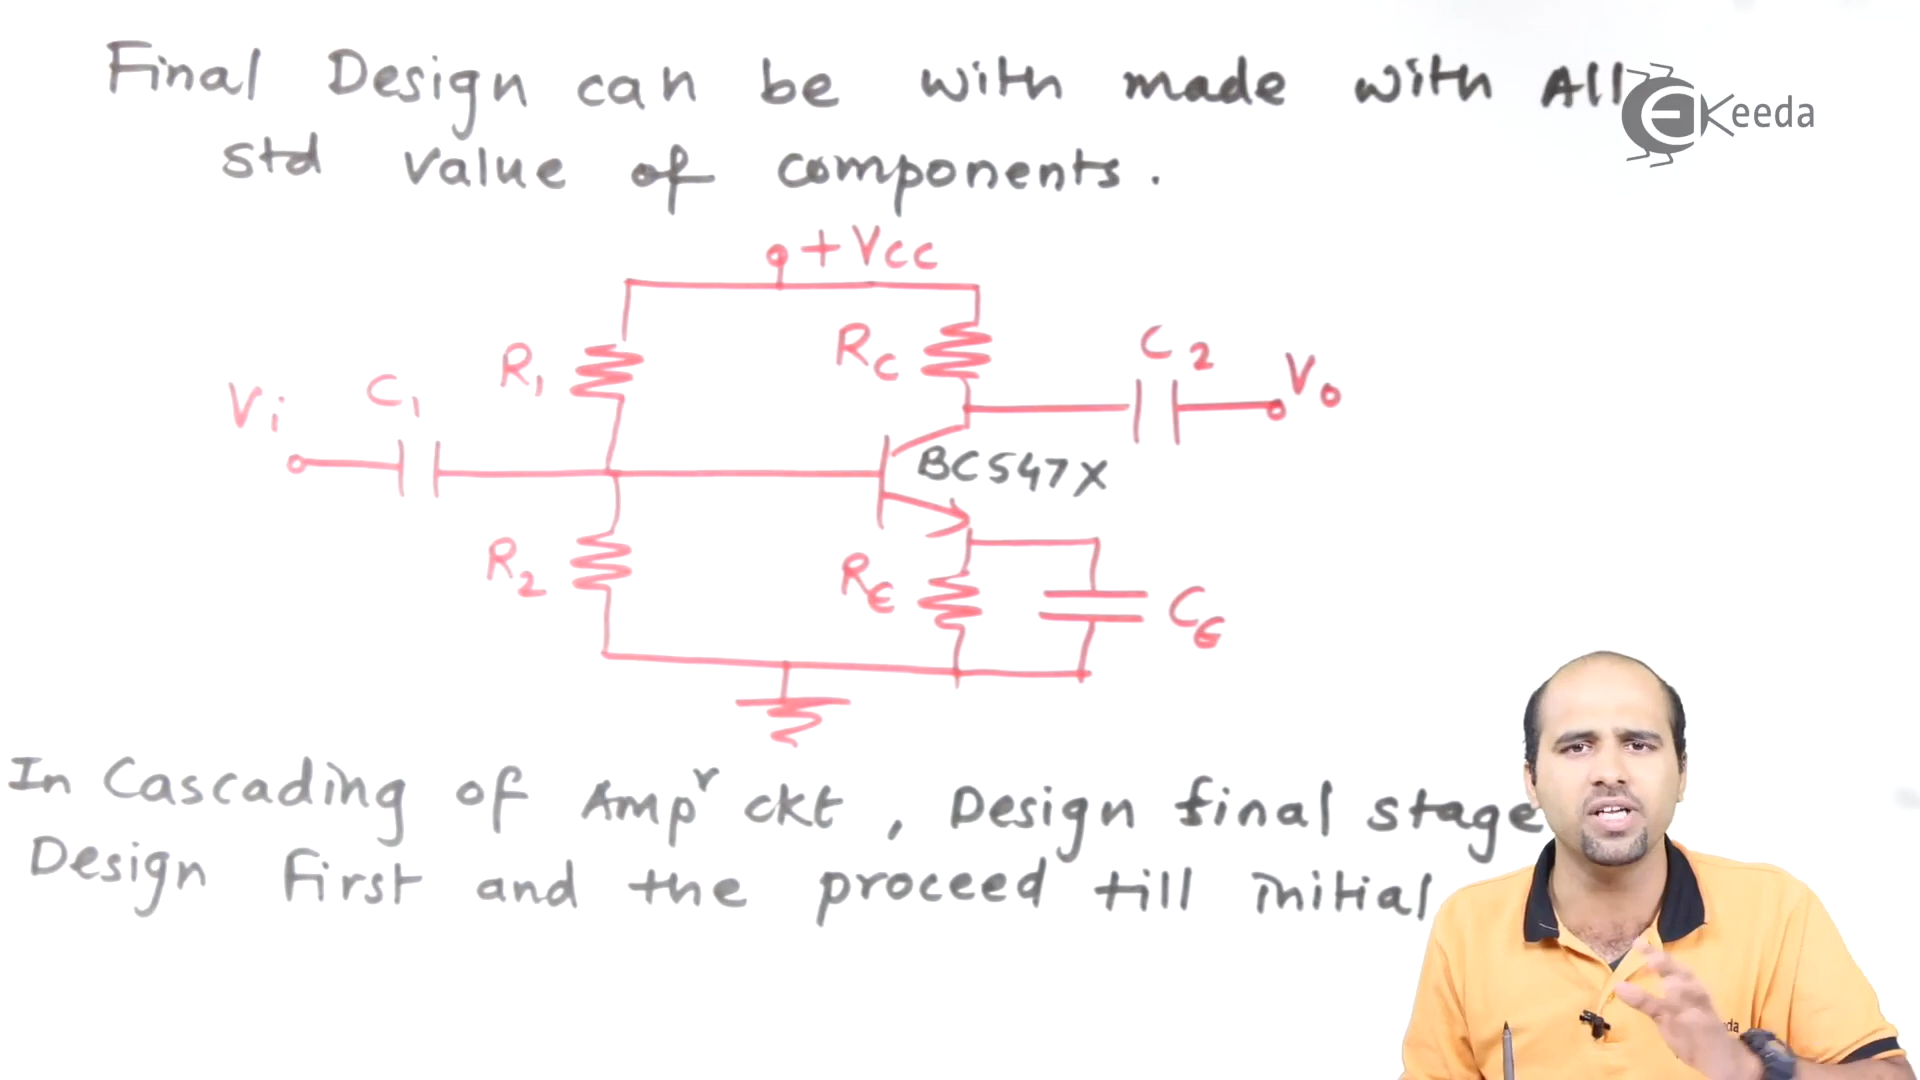 Final Design can be with made with All
std value of components.
EKeeda
+Vcc
R1
Rc
C2
Vo
Vi
C1
BC547X
R2
RE
CE
In Cascading of Ampr ckt, Design final stage
Design first and the proceed till initial